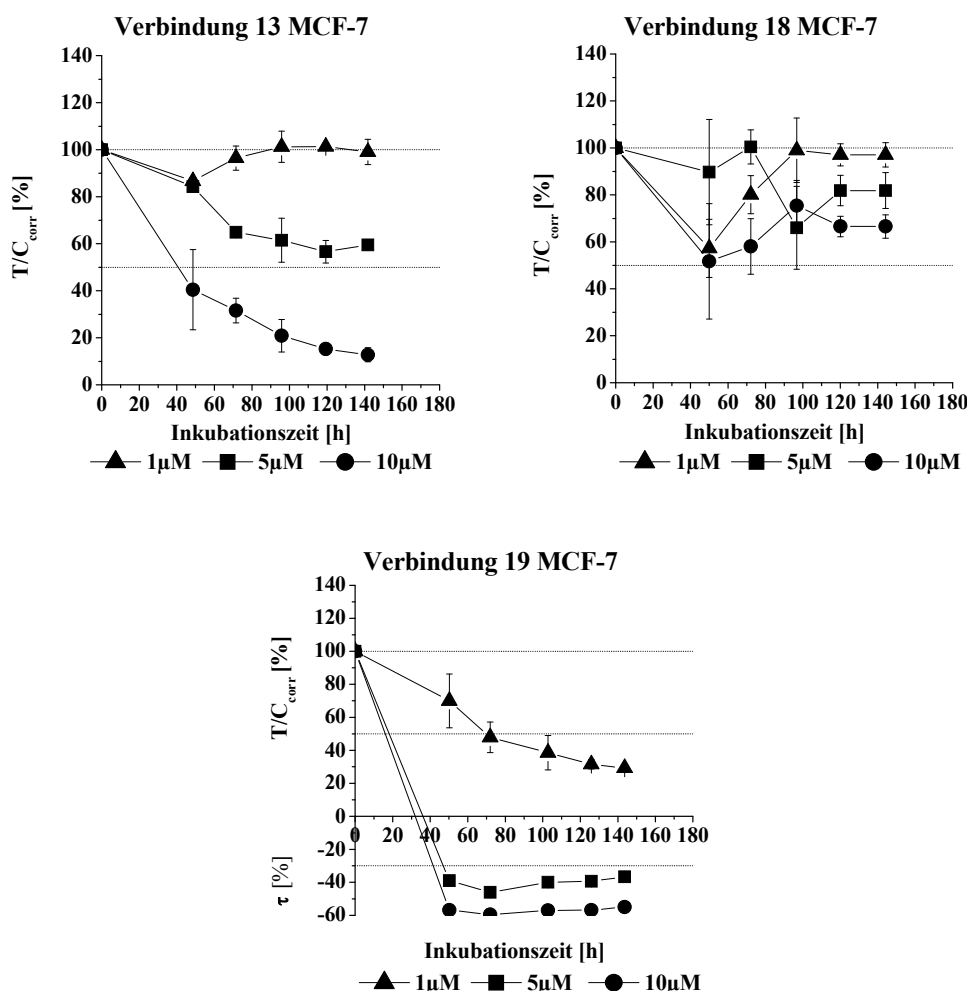 Verbindung 13 MCF-7
140
120
100
80
60
40
20
0
T/C_corr [%]
0 20 40 60 80 100 120 140 160 180
Inkubationszeit [h]
1µM 5µM 10µM
Verbindung 18 MCF-7
140
120
100
80
60
40
20
0
T/C_corr [%]
0 20 40 60 80 100 120 140 160 180
Inkubationszeit [h]
1µM 5µM 10µM
Verbindung 19 MCF-7
140
120
100
80
60
40
20
0
-20
-40
-60
T/C_corr [%]
τ [%]
0 20 40 60 80 100 120 140 160 180
Inkubationszeit [h]
1µM 5µM 10µM